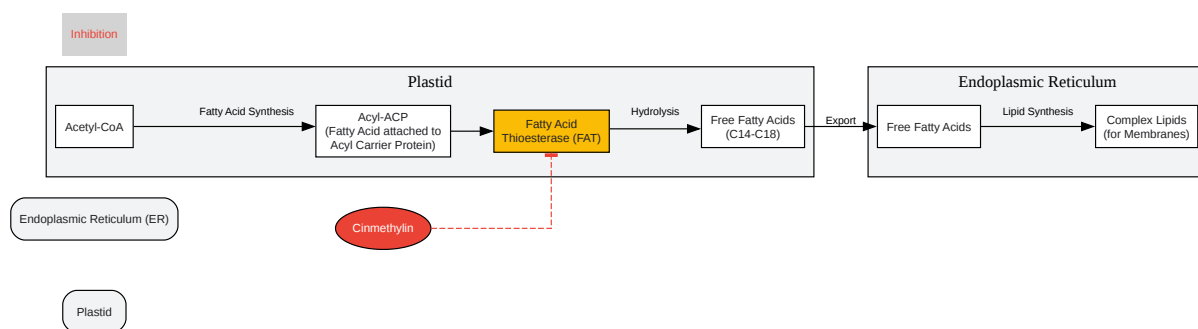 Inhibition
Plastid
Endoplasmic Reticulum
Acetyl-CoA
Fatty Acid Synthesis
Acyl-ACP
(Fatty Acid attached to
Acyl Carrier Protein)
Fatty Acid
Thioesterase (FAT)
Hydrolysis
Free Fatty Acids
(C14-C18)
Export
Free Fatty Acids
Lipid Synthesis
Complex Lipids
(for Membranes)
Endoplasmic Reticulum (ER)
Cinmethylin
Plastid